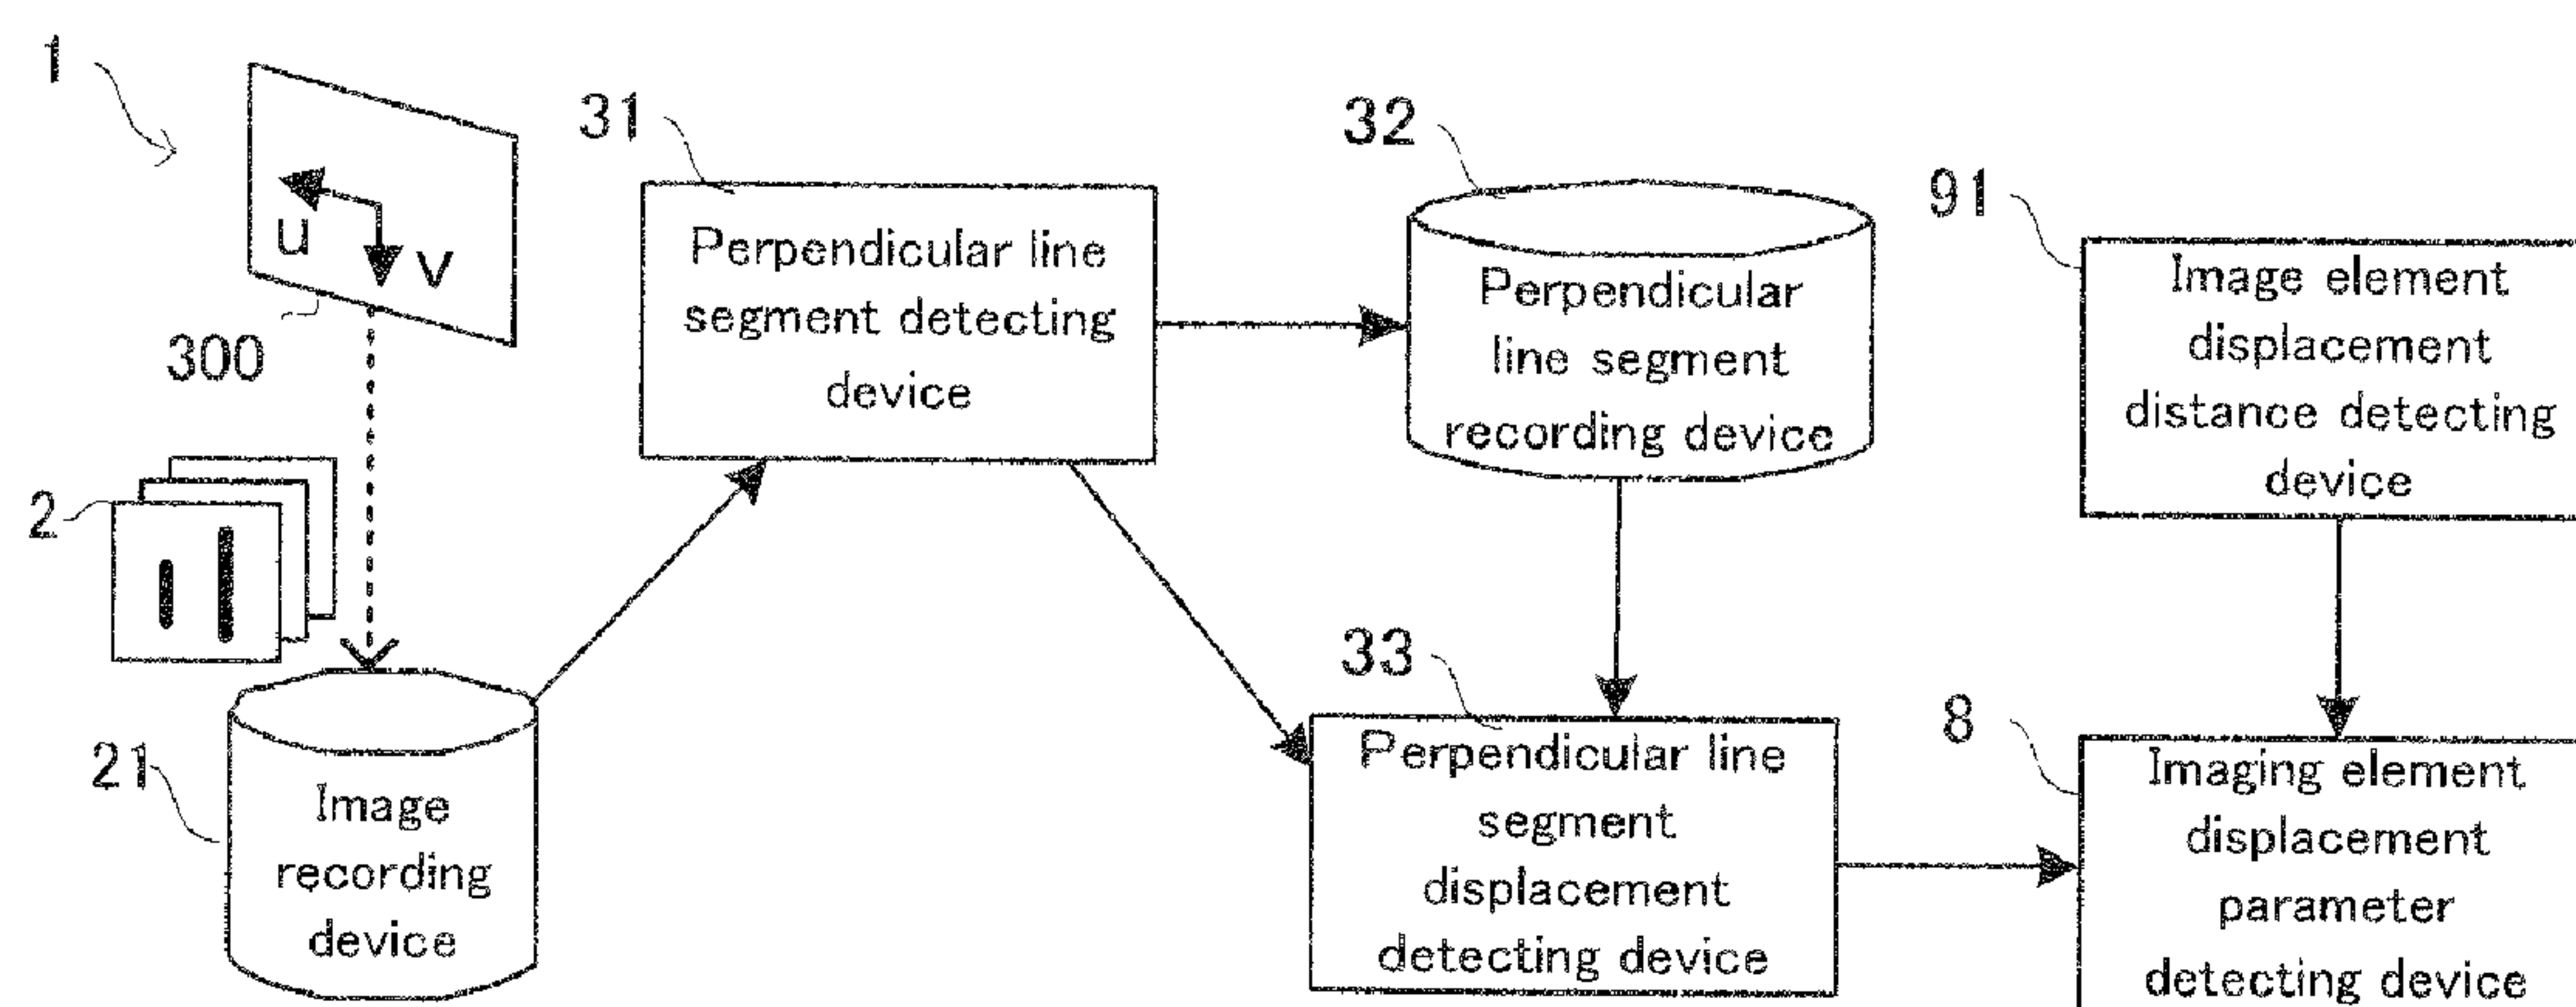 1
u
v
300
2
21
Image
recording
device
31
Perpendicular line
segment detecting
device
32
Perpendicular
line segment
recording device
33
Perpendicular line
segment
displacement
detecting device
91
Image element
displacement
distance detecting
device
8
Imaging element
displacement
parameter
detecting device